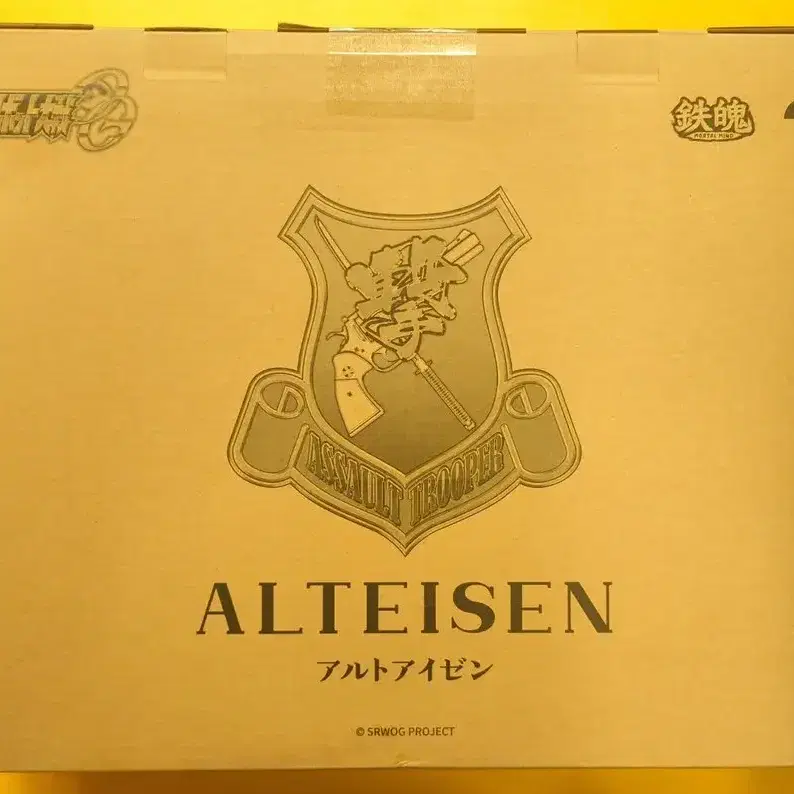 鉄魄
MORTAL MIND
ASSAULT TROOPER
ALTEISEN
アルトアイゼン
© SRWOG PROJECT